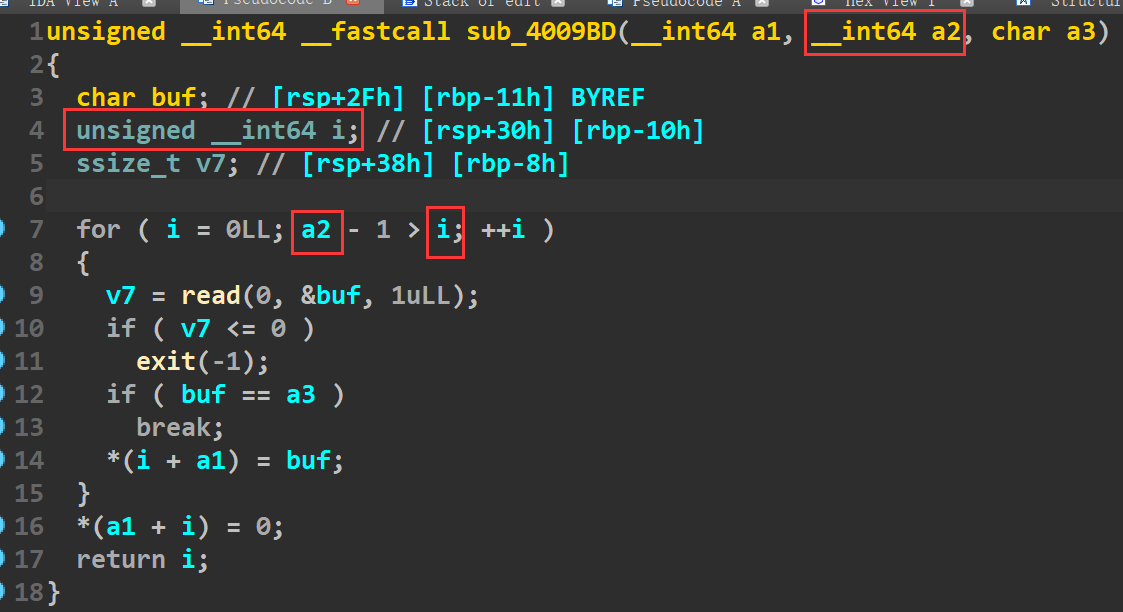 IDA View A Pseudocode B Stack of edit Pseudocode A Hex View 1 Structur
1 unsigned __int64 __fastcall sub_4009BD(__int64 a1, __int64 a2, char a3)
2 {
3 char buf; // [rsp+2Fh] [rbp-11h] BYREF
4 unsigned __int64 i; // [rsp+30h] [rbp-10h]
5 ssize_t v7; // [rsp+38h] [rbp-8h]
6
7 for ( i = 0LL; a2 - 1 > i; ++i )
8 {
9 v7 = read(0, &buf, 1uLL);
10 if ( v7 <= 0 )
11 exit(-1);
12 if ( buf == a3 )
13 break;
14 *(i + a1) = buf;
15 }
16 *(a1 + i) = 0;
17 return i;
18 }